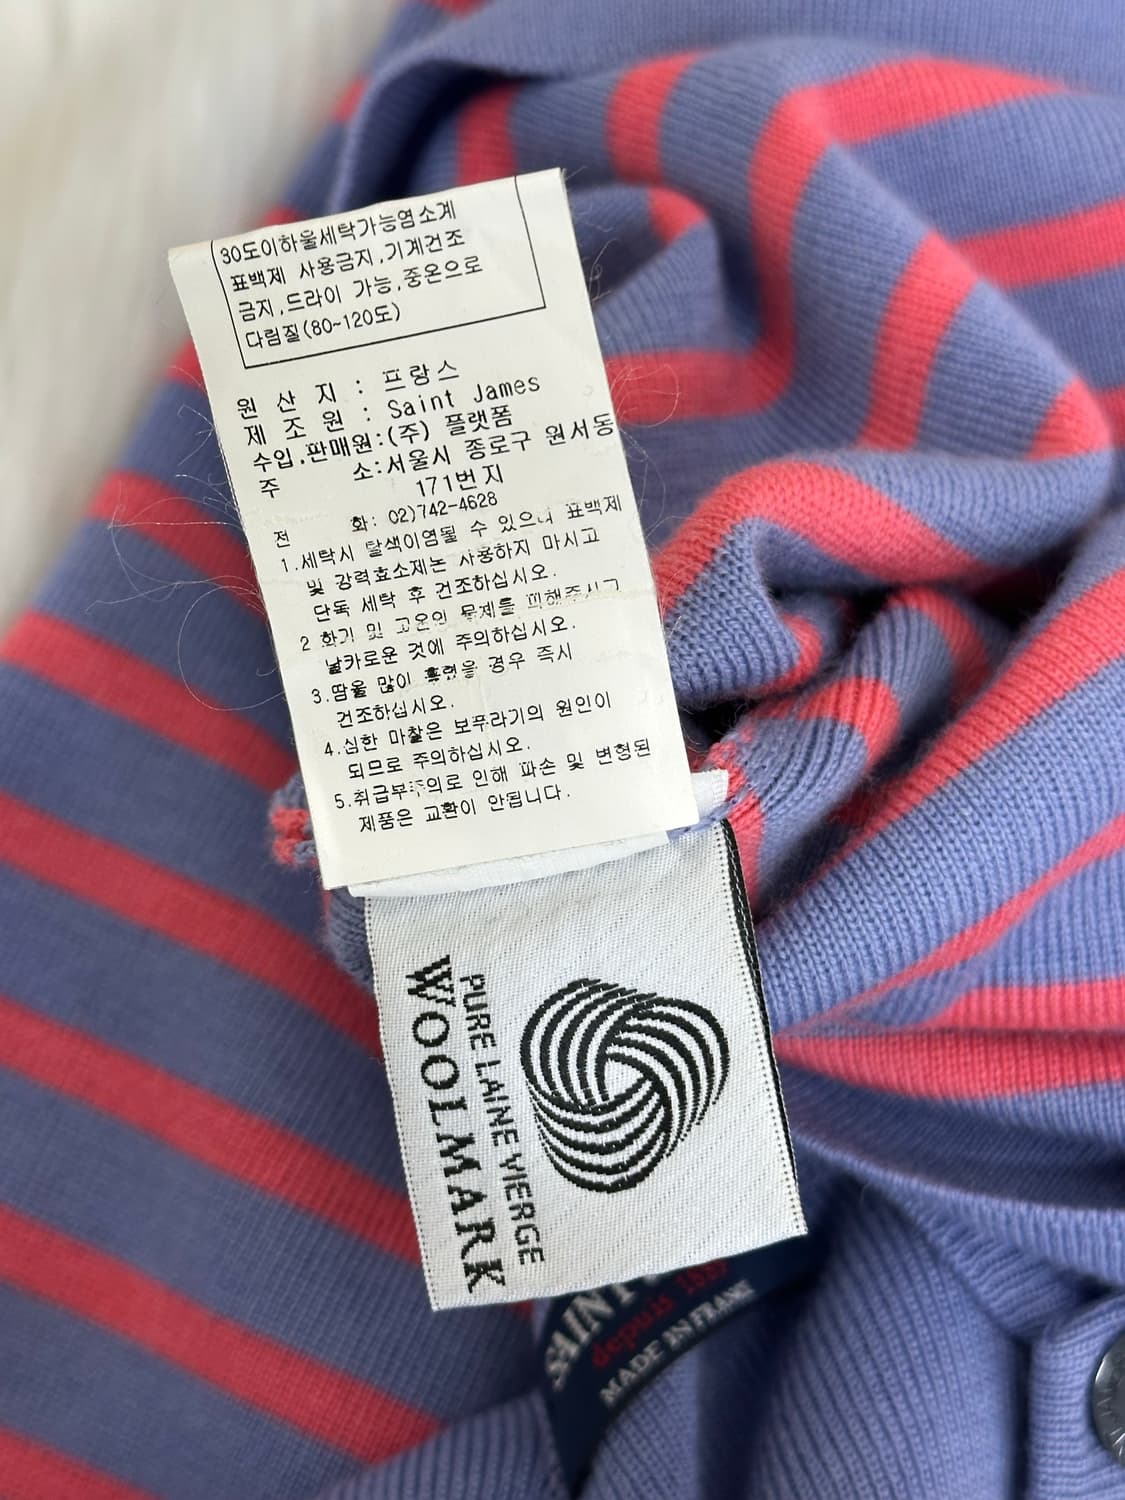 30도이하울세탁가능염소계
표백제 사용금지,기계건조
금지,드라이 가능,중온으로
다림질(80~120도)
원 산 지 : 프랑스
제 조 원 : Saint James
수입,판매원:(주) 플랫폼
주 소:서울시 종로구 원서동
171번지
전 화: 02)742-4628
1.세탁시 탈색이염될 수 있으니 표백제
및 강력효소제는 사용하지 마시고
단독 세탁 후 건조하십시오.
2 화기 및 고온의 물체를 피해주시고
날카로운 것에 주의하십시오.
3.땀을 많이 흘렸을 경우 즉시
건조하십시오.
4.심한 마찰은 보푸라기의 원인이
되므로 주의하십시오.
5.취급부주의로 인해 파손 및 변형된
제품은 교환이 안됩니다.
PURE LAINE VIERGE
WOOLMARK
SAINT
depuis
MADE IN FRANC